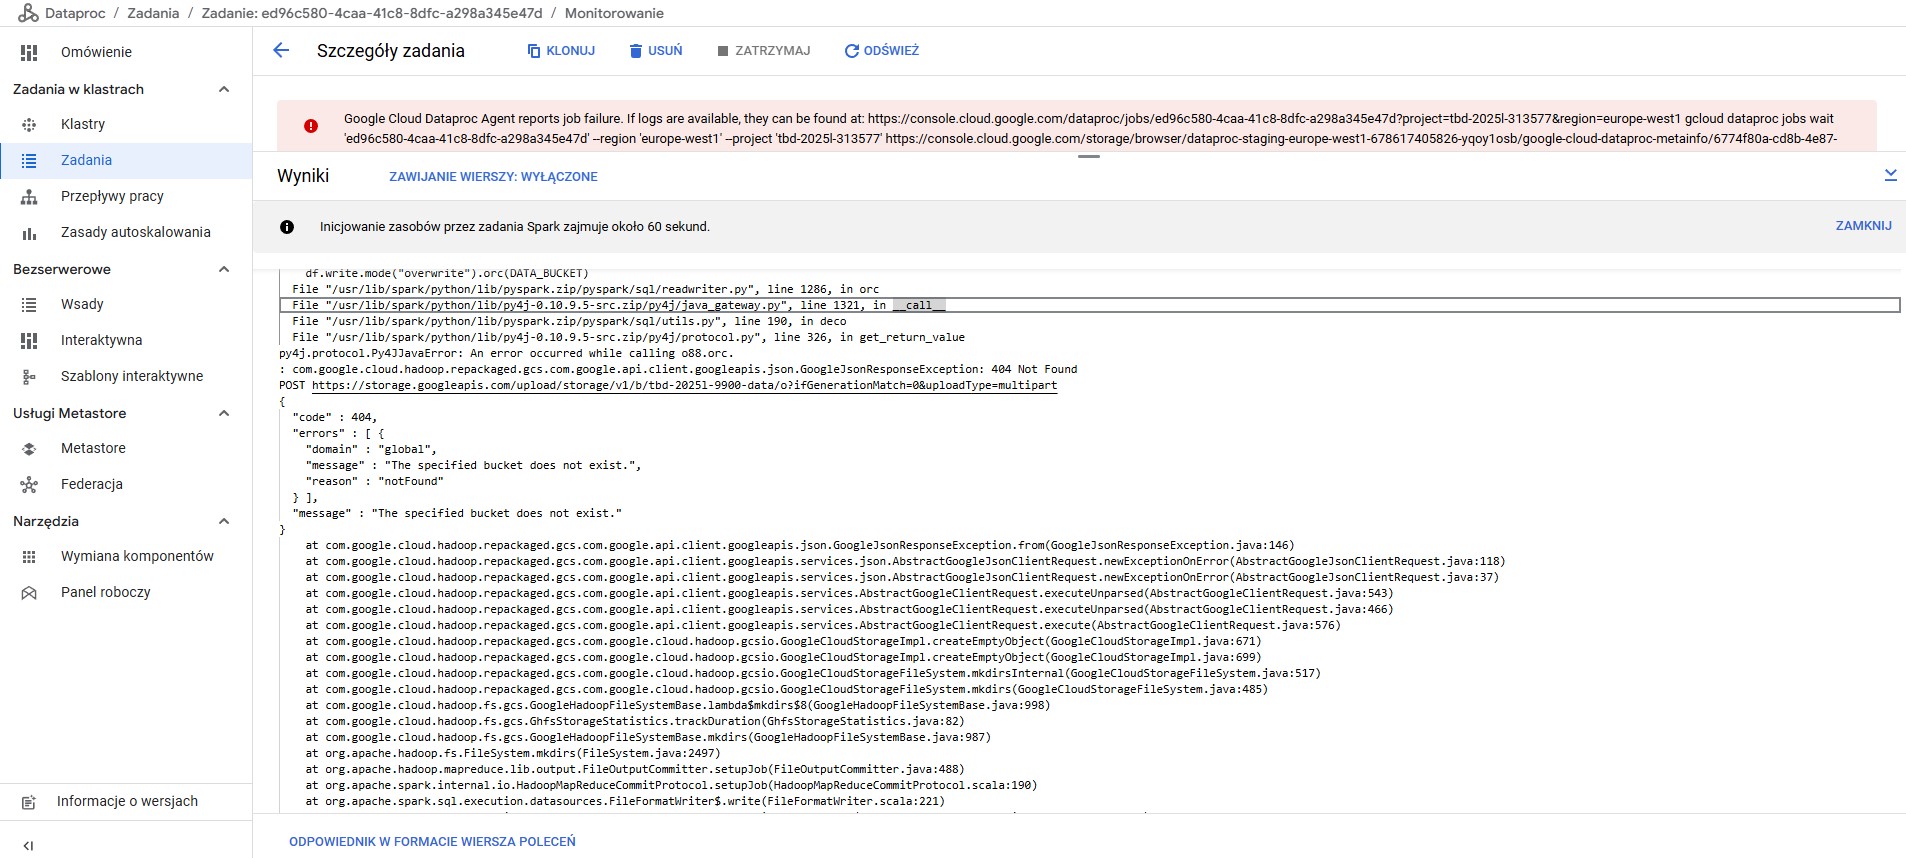 Dataproc / Zadania / Zadanie: ed96c580-4caa-41c8-8dfc-a298a345e47d / Monitorowanie
Omówienie
Zadania w klastrach
Klastry
Zadania
Przepływy pracy
Zasady autoskalowania
Bezserwerowe
Wsady
Interaktywna
Szablony interaktywne
Usługi Metastore
Metastore
Federacja
Narzędzia
Wymiana komponentów
Panel roboczy
Informacje o wersjach
Szczegóły zadania KLONUJ USUŃ ZATRZYMAJ ODŚWIEŻ
Google Cloud Dataproc Agent reports job failure. If logs are available, they can be found at: https://console.cloud.google.com/dataproc/jobs/ed96c580-4caa-41c8-8dfc-a298a345e47d?project=tbd-2025l-313577&region=europe-west1 gcloud dataproc jobs wait
'ed96c580-4caa-41c8-8dfc-a298a345e47d' --region 'europe-west1' --project 'tbd-2025l-313577' https://console.cloud.google.com/storage/browser/dataproc-staging-europe-west1-678617405826-yqoy1osb/google-cloud-dataproc-metainfo/6774f80a-cd8b-4e87-
Wyniki ZAWIJANIE WIERSZY: WYŁĄCZONE
Inicjowanie zasobów przez zadania Spark zajmuje około 60 sekund. ZAMKNIJ
df.write.mode("overwrite").orc(DATA_BUCKET)
File "/usr/lib/spark/python/lib/pyspark.zip/pyspark/sql/readwriter.py", line 1286, in orc
File "/usr/lib/spark/python/lib/py4j-0.10.9.5-src.zip/py4j/java_gateway.py", line 1321, in __call__
File "/usr/lib/spark/python/lib/pyspark.zip/pyspark/sql/utils.py", line 190, in deco
File "/usr/lib/spark/python/lib/py4j-0.10.9.5-src.zip/py4j/protocol.py", line 326, in get_return_value
py4j.protocol.Py4JJavaError: An error occurred while calling o88.orc.
: com.google.cloud.hadoop.repackaged.gcs.com.google.api.client.googleapis.json.GoogleJsonResponseException: 404 Not Found
POST https://storage.googleapis.com/upload/storage/v1/b/tbd-2025l-9900-data/o?ifGenerationMatch=0&uploadType=multipart
{
"code" : 404,
"errors" : [ {
"domain" : "global",
"message" : "The specified bucket does not exist.",
"reason" : "notFound"
} ],
"message" : "The specified bucket does not exist."
}
at com.google.cloud.hadoop.repackaged.gcs.com.google.api.client.googleapis.json.GoogleJsonResponseException.from(GoogleJsonResponseException.java:146)
at com.google.cloud.hadoop.repackaged.gcs.com.google.api.client.googleapis.services.json.AbstractGoogleJsonClientRequest.newExceptionOnError(AbstractGoogleJsonClientRequest.java:118)
at com.google.cloud.hadoop.repackaged.gcs.com.google.api.client.googleapis.services.json.AbstractGoogleJsonClientRequest.newExceptionOnError(AbstractGoogleJsonClientRequest.java:37)
at com.google.cloud.hadoop.repackaged.gcs.com.google.api.client.googleapis.services.AbstractGoogleClientRequest.executeUnparsed(AbstractGoogleClientRequest.java:543)
at com.google.cloud.hadoop.repackaged.gcs.com.google.api.client.googleapis.services.AbstractGoogleClientRequest.executeUnparsed(AbstractGoogleClientRequest.java:466)
at com.google.cloud.hadoop.repackaged.gcs.com.google.api.client.googleapis.services.AbstractGoogleClientRequest.execute(AbstractGoogleClientRequest.java:576)
at com.google.cloud.hadoop.repackaged.gcs.com.google.cloud.hadoop.gcsio.GoogleCloudStorageImpl.createEmptyObject(GoogleCloudStorageImpl.java:671)
at com.google.cloud.hadoop.repackaged.gcs.com.google.cloud.hadoop.gcsio.GoogleCloudStorageImpl.createEmptyObject(GoogleCloudStorageImpl.java:699)
at com.google.cloud.hadoop.repackaged.gcs.com.google.cloud.hadoop.gcsio.GoogleCloudStorageFileSystem.mkdirsInternal(GoogleCloudStorageFileSystem.java:517)
at com.google.cloud.hadoop.repackaged.gcs.com.google.cloud.hadoop.gcsio.GoogleCloudStorageFileSystem.mkdirs(GoogleCloudStorageFileSystem.java:485)
at com.google.cloud.hadoop.fs.gcs.GoogleHadoopFileSystemBase.lambda$mkdirs$8(GoogleHadoopFileSystemBase.java:998)
at com.google.cloud.hadoop.fs.gcs.GhfsStorageStatistics.trackDuration(GhfsStorageStatistics.java:82)
at com.google.cloud.hadoop.fs.gcs.GoogleHadoopFileSystemBase.mkdirs(GoogleHadoopFileSystemBase.java:987)
at org.apache.hadoop.fs.FileSystem.mkdirs(FileSystem.java:2497)
at org.apache.hadoop.mapreduce.lib.output.FileOutputCommitter.setupJob(FileOutputCommitter.java:488)
at org.apache.spark.internal.io.HadoopMapReduceCommitProtocol.setupJob(HadoopMapReduceCommitProtocol.scala:190)
at org.apache.spark.sql.execution.datasources.FileFormatWriter$.write(FileFormatWriter.scala:221)
ODPOWIEDNIK W FORMACIE WIERSZA POLECEŃ